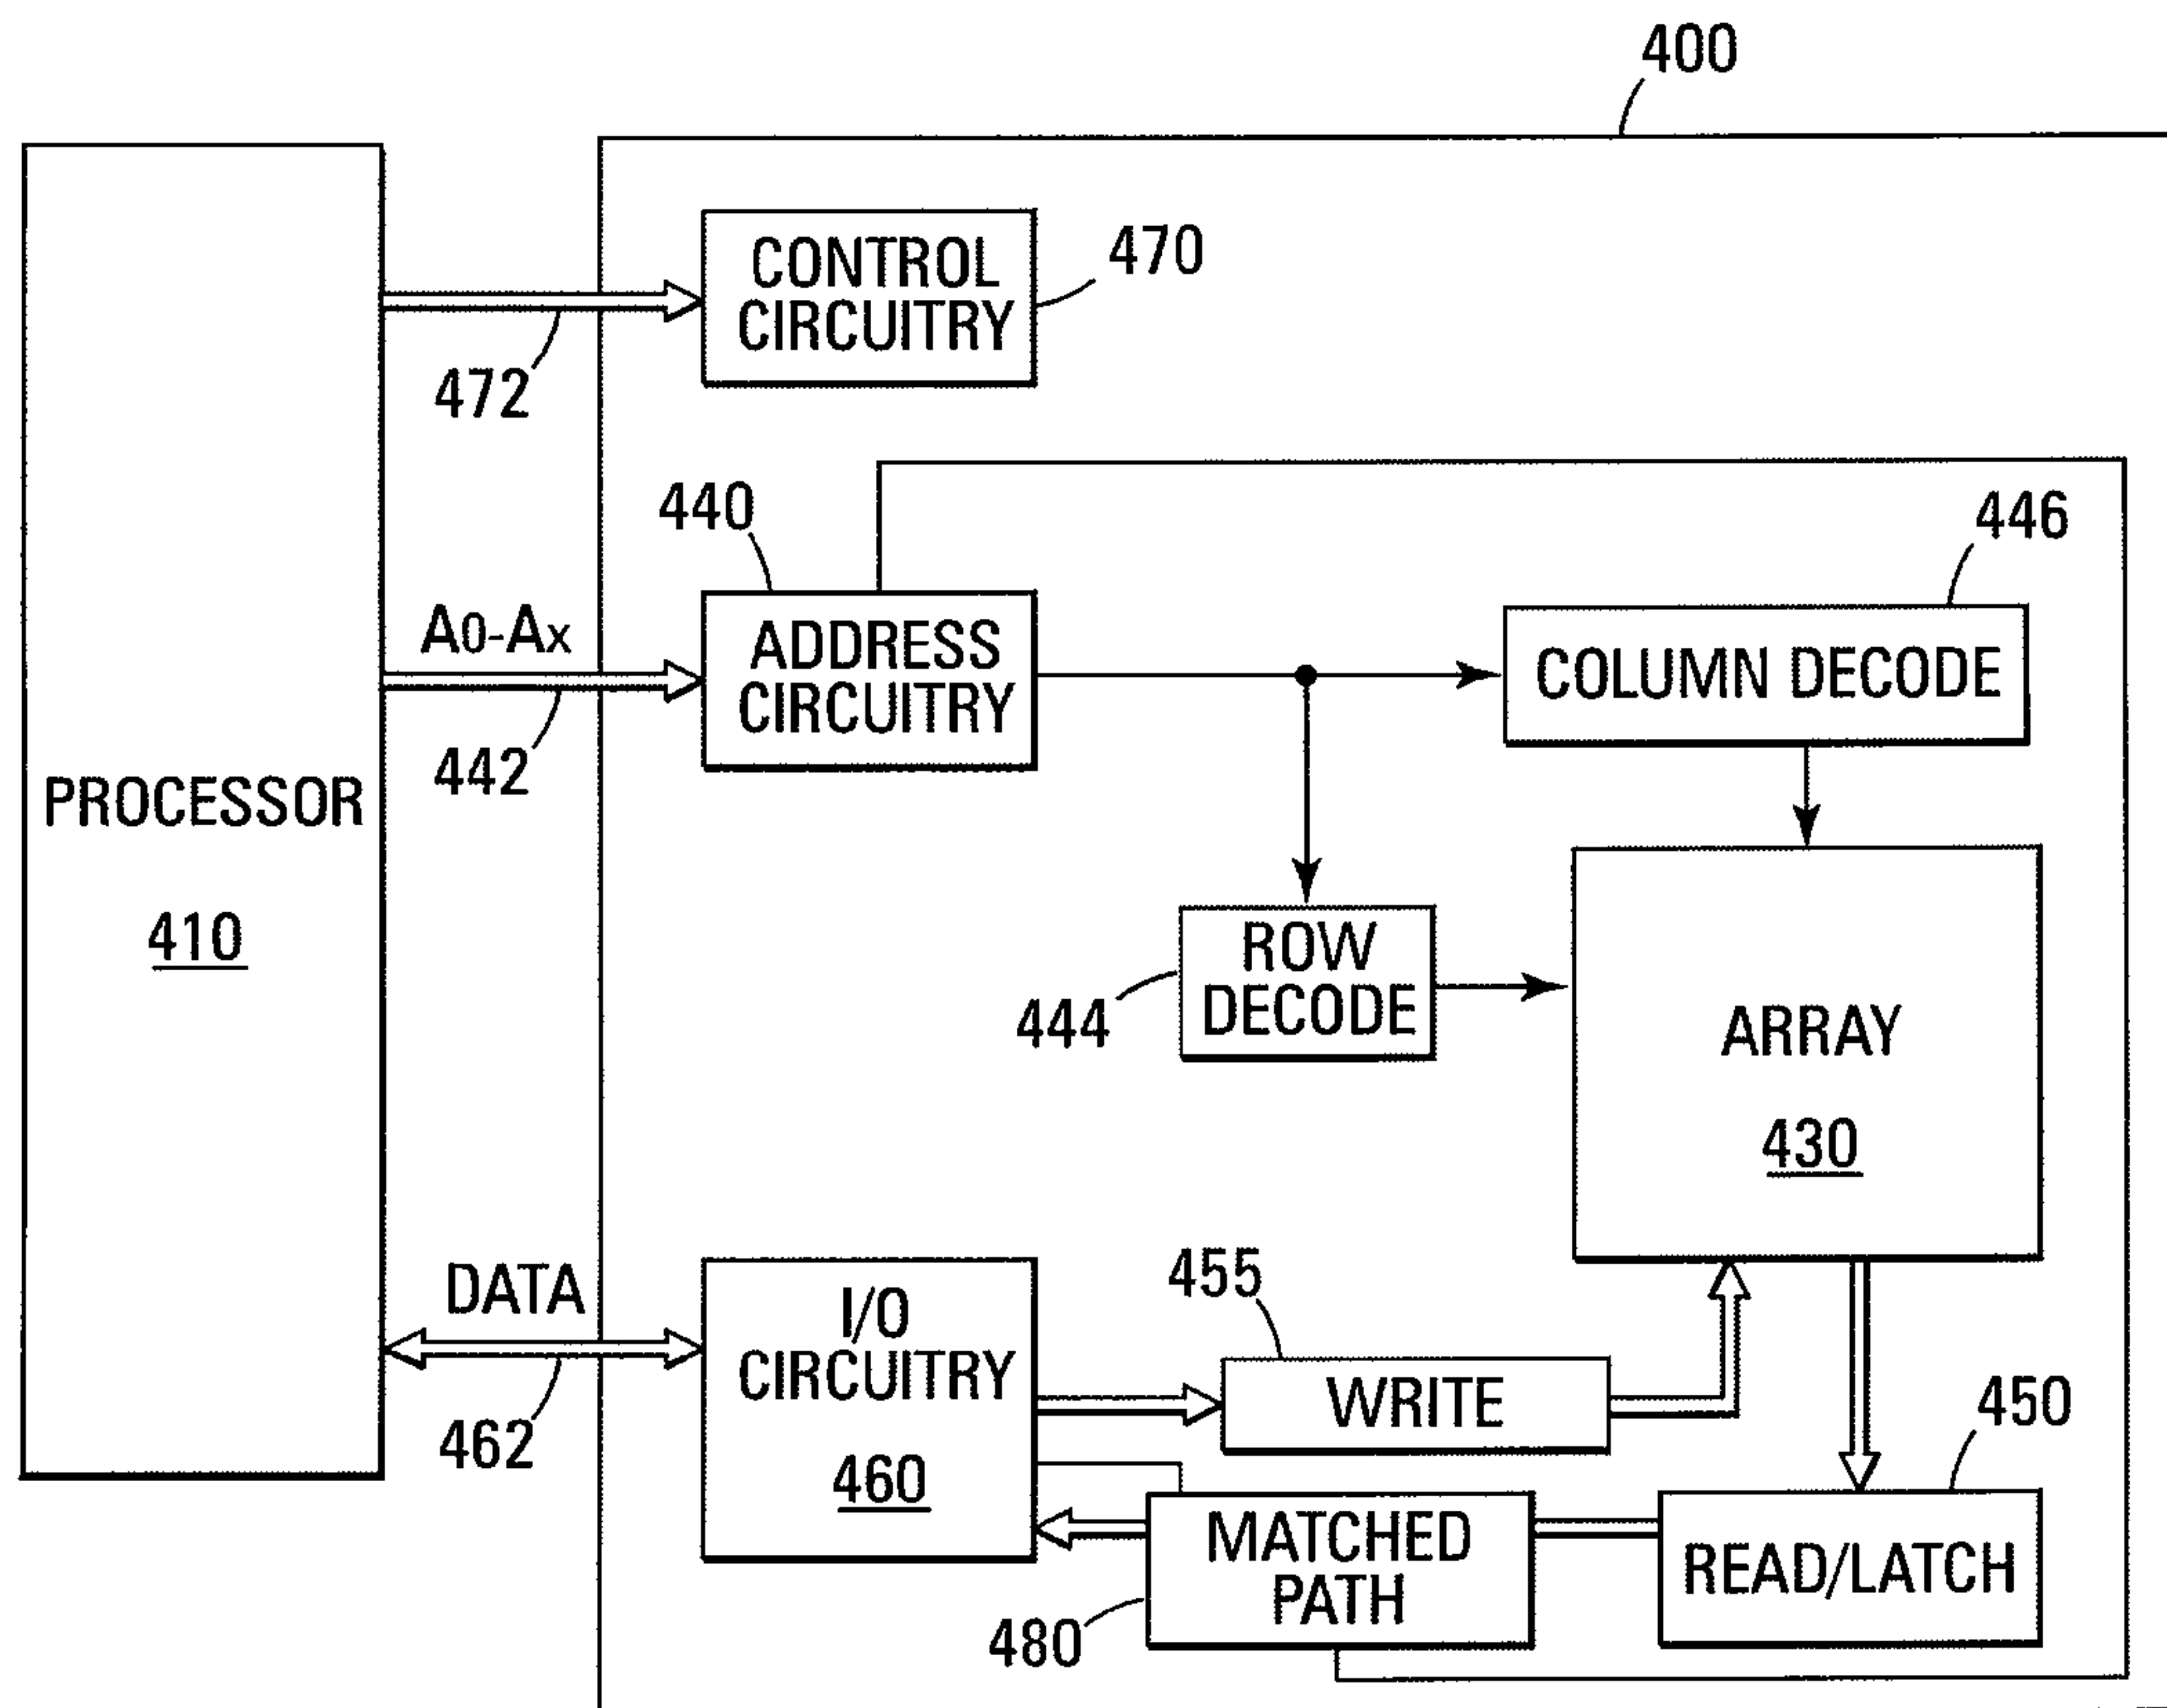 400
CONTROL
CIRCUITRY
470
472
440
446
A0-Ax
ADDRESS
CIRCUITRY
COLUMN DECODE
442
PROCESSOR
410
ROW
DECODE
444
ARRAY
430
DATA
462
I/O
CIRCUITRY
460
455
WRITE
450
MATCHED
PATH
480
READ/LATCH